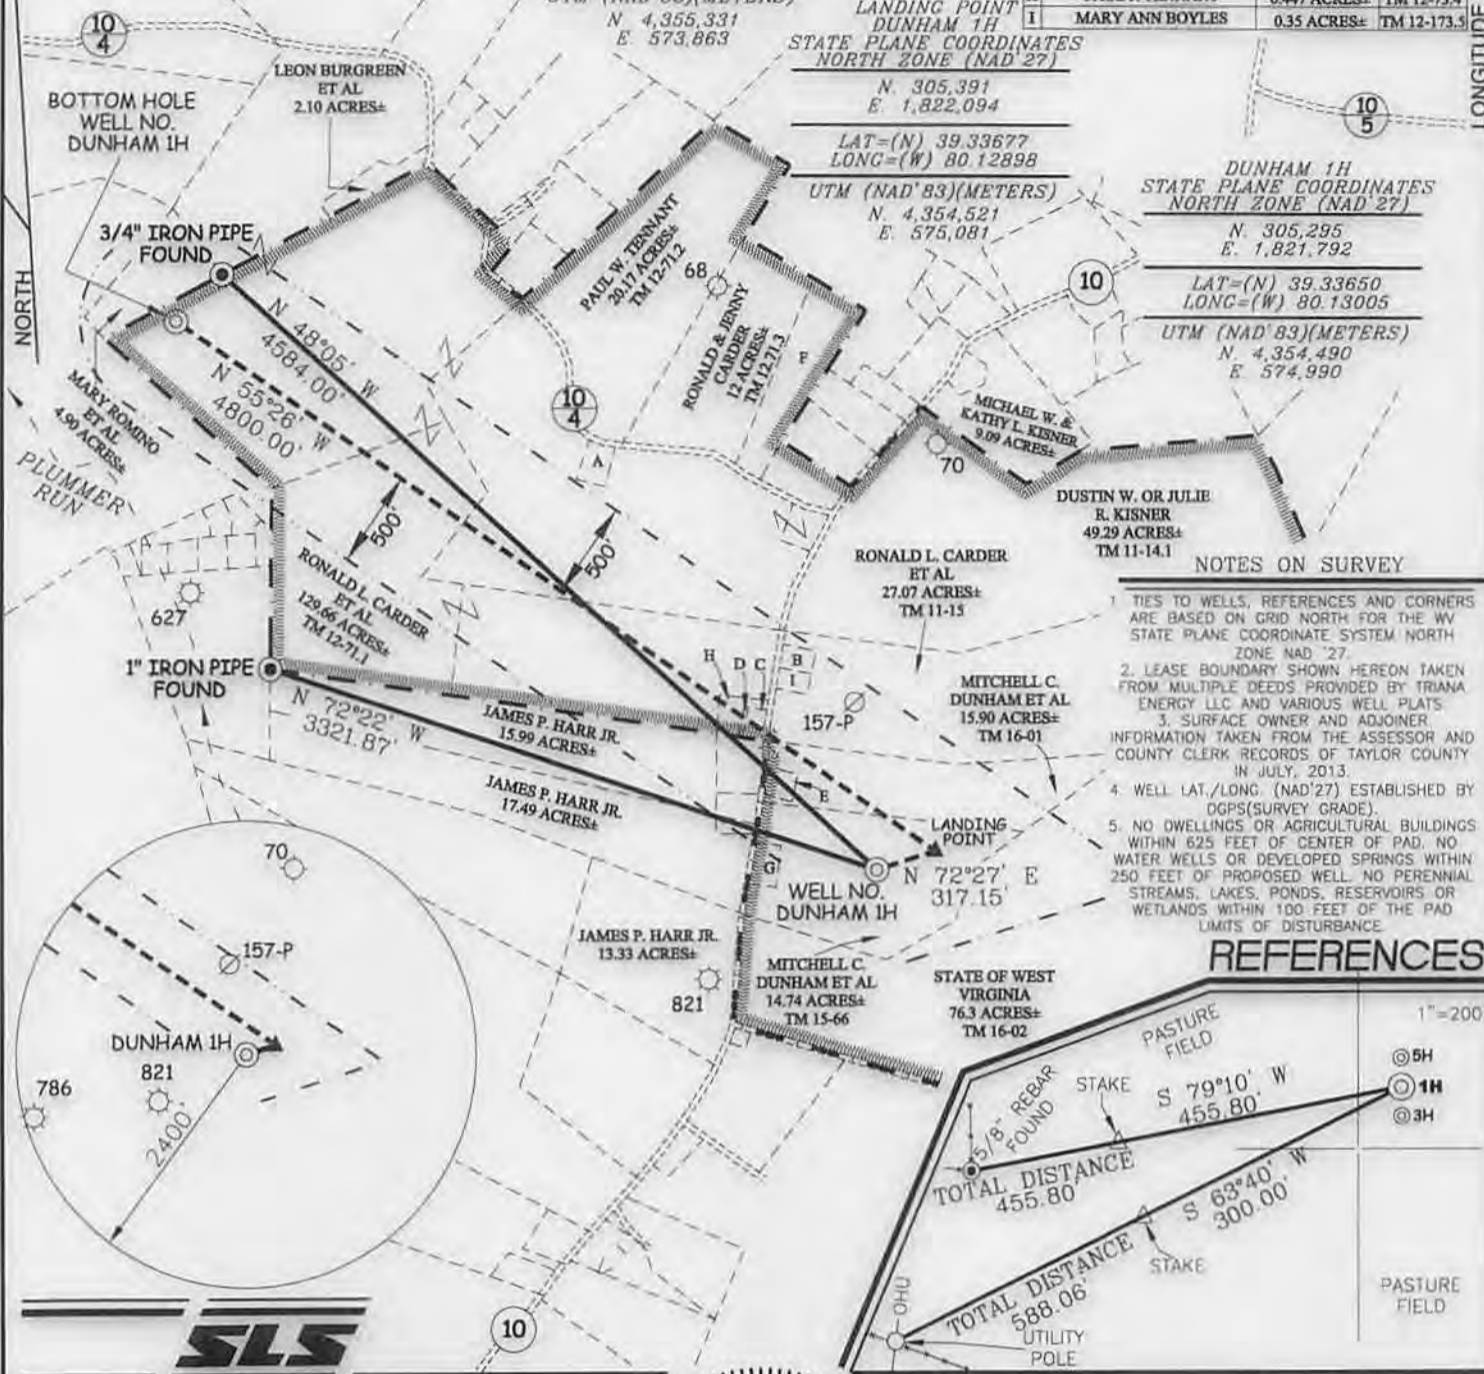 UTM (NAD'83)(METERS)
N. 4,355,331
E. 573,863
LANDING POINT
DUNHAM 1H
STATE PLANE COORDINATES
NORTH ZONE (NAD'27)
N. 305,391
E. 1,822,094
LAT=(N) 39.33677
LONG=(W) 80.12898
UTM (NAD'83)(METERS)
N. 4,354,521
E. 575,081
TM 12-73.4
I MARY ANN BOYLES 0.35 ACRES± TM 12-173.5
LONGITUDE
10
4
LEON BURGREEN
ET AL
2.10 ACRES±
BOTTOM HOLE
WELL NO.
DUNHAM 1H
10
5
DUNHAM 1H
STATE PLANE COORDINATES
NORTH ZONE (NAD'27)
N. 305,295
E. 1,821,792
LAT=(N) 39.33650
LONG=(W) 80.13005
UTM (NAD'83)(METERS)
N. 4,354,490
E. 574,990
3/4" IRON PIPE
FOUND
NORTH
PAUL W. TENNANT
20.17 ACRES±
TM 12-71.2
68
10
RONALD & JENNY
CARDER
12 ACRES±
TM 12-71.3
F
N 48°05' W
4584.00'
N 55°26' W
4800.00'
MARY ROMINO
ET AL
4.90 ACRES±
PLUMMER
RUN
10
4
A
MICHAEL W. &
KATHY L. KISNER
9.09 ACRES±
70
DUSTIN W. OR JULIE
R. KISNER
49.29 ACRES±
TM 11-14.1
500'
500'
RONALD L. CARDER
ET AL
129.66 ACRES±
TM 12-71.1
RONALD L. CARDER
ET AL
27.07 ACRES±
TM 11-15
627
1" IRON PIPE
FOUND
H
D
C
B
I
157-P
MITCHELL C.
DUNHAM ET AL
15.90 ACRES±
TM 16-01
N 72°22' W
3321.87'
JAMES P. HARR JR.
15.99 ACRES±
JAMES P. HARR JR.
17.49 ACRES±
E
LANDING
POINT
G
WELL NO.
DUNHAM 1H
N 72°27' E
317.15'
JAMES P. HARR JR.
13.33 ACRES±
821
MITCHELL C.
DUNHAM ET AL
14.74 ACRES±
TM 15-66
STATE OF WEST
VIRGINIA
76.3 ACRES±
TM 16-02
NOTES ON SURVEY
1. TIES TO WELLS, REFERENCES AND CORNERS
ARE BASED ON GRID NORTH FOR THE WV
STATE PLANE COORDINATE SYSTEM NORTH
ZONE NAD '27.
2. LEASE BOUNDARY SHOWN HEREON TAKEN
FROM MULTIPLE DEEDS PROVIDED BY TRIANA
ENERGY LLC AND VARIOUS WELL PLATS
3. SURFACE OWNER AND ADJOINER
INFORMATION TAKEN FROM THE ASSESSOR AND
COUNTY CLERK RECORDS OF TAYLOR COUNTY
IN JULY, 2013.
4. WELL LAT./LONG. (NAD'27) ESTABLISHED BY
DGPS(SURVEY GRADE).
5. NO DWELLINGS OR AGRICULTURAL BUILDINGS
WITHIN 625 FEET OF CENTER OF PAD. NO
WATER WELLS OR DEVELOPED SPRINGS WITHIN
250 FEET OF PROPOSED WELL. NO PERENNIAL
STREAMS, LAKES, PONDS, RESERVOIRS OR
WETLANDS WITHIN 100 FEET OF THE PAD
LIMITS OF DISTURBANCE.
70
157-P
DUNHAM 1H
821
786
2400'
SLS
10
REFERENCES
1"=200
PASTURE
FIELD
5/8" REBAR
FOUND
STAKE
S 79°10' W
455.80'
5H
1H
3H
TOTAL DISTANCE
455.80'
S 63°40' W
300.00'
STAKE
TOTAL DISTANCE
588.06'
OHU
UTILITY
POLE
PASTURE
FIELD